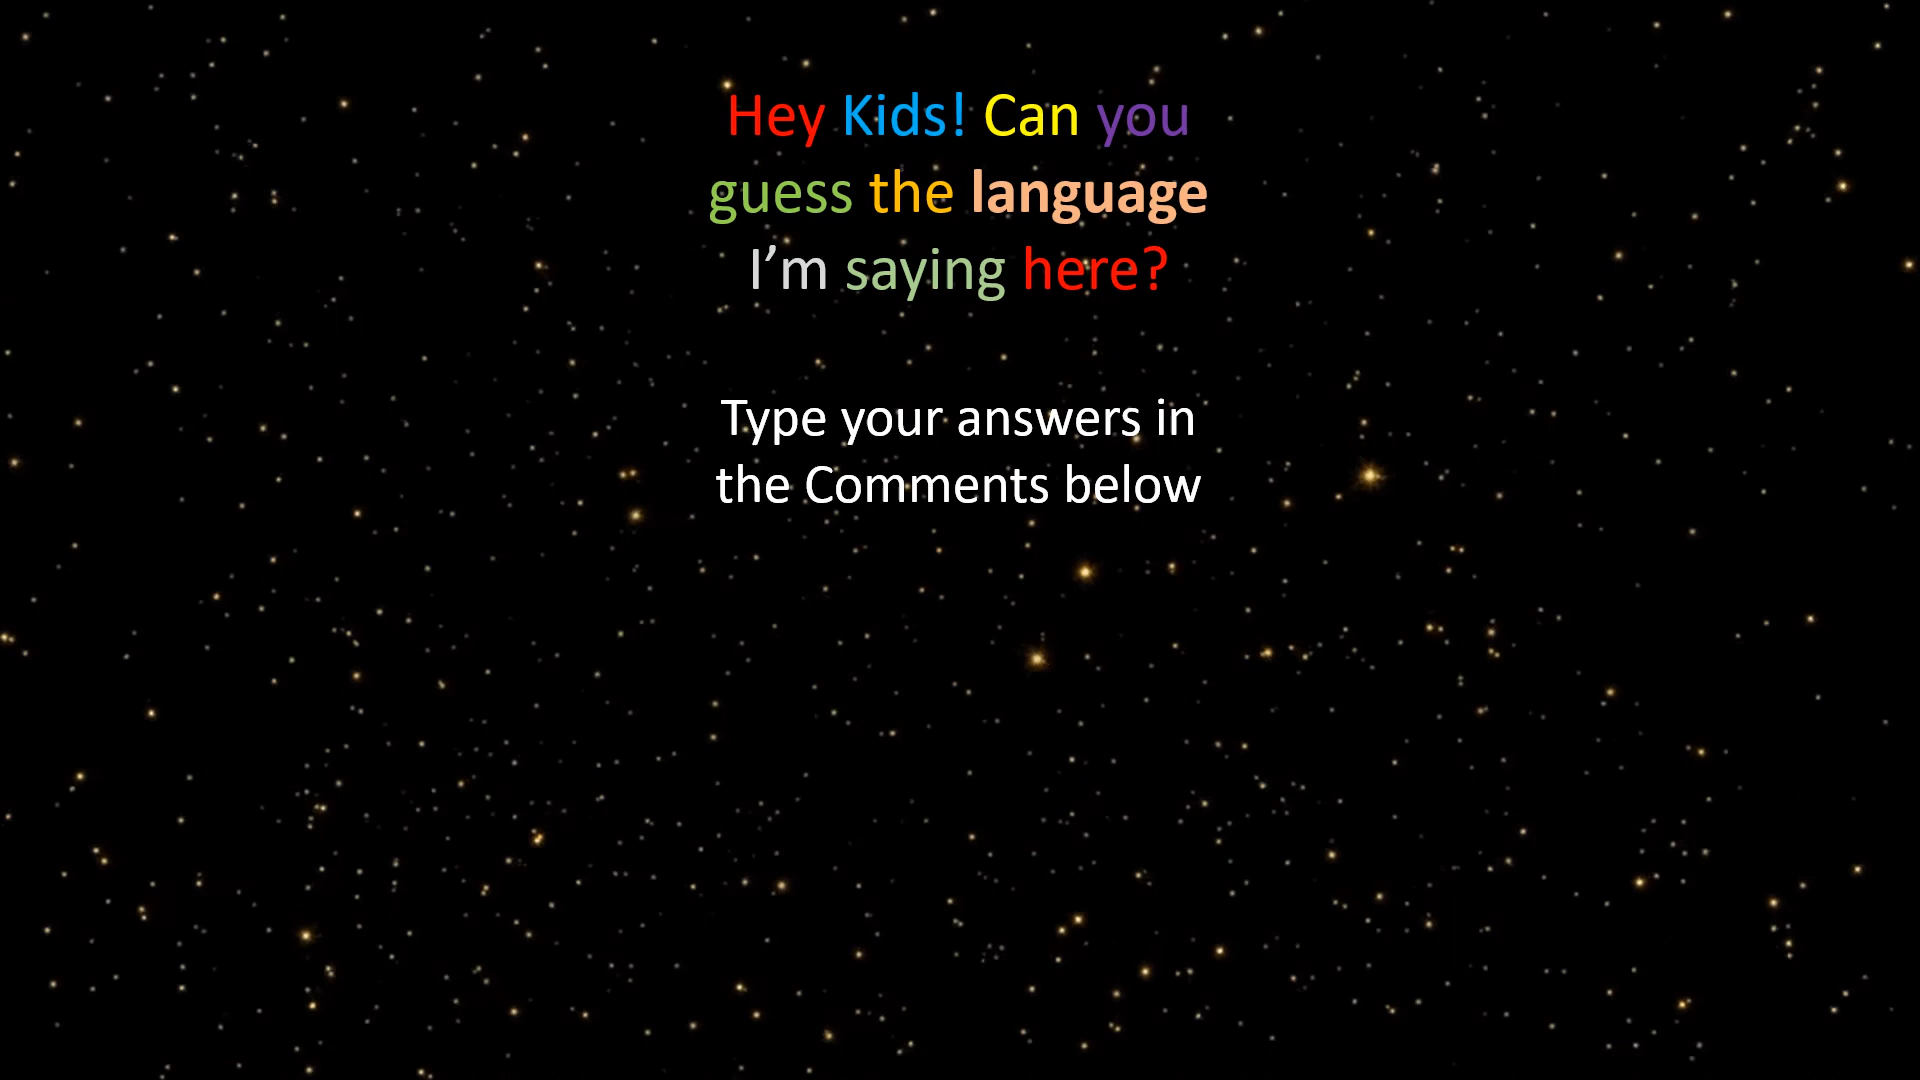 Hey Kids! Can you
guess the language
I’m saying here?
Type your answers in
the Comments below